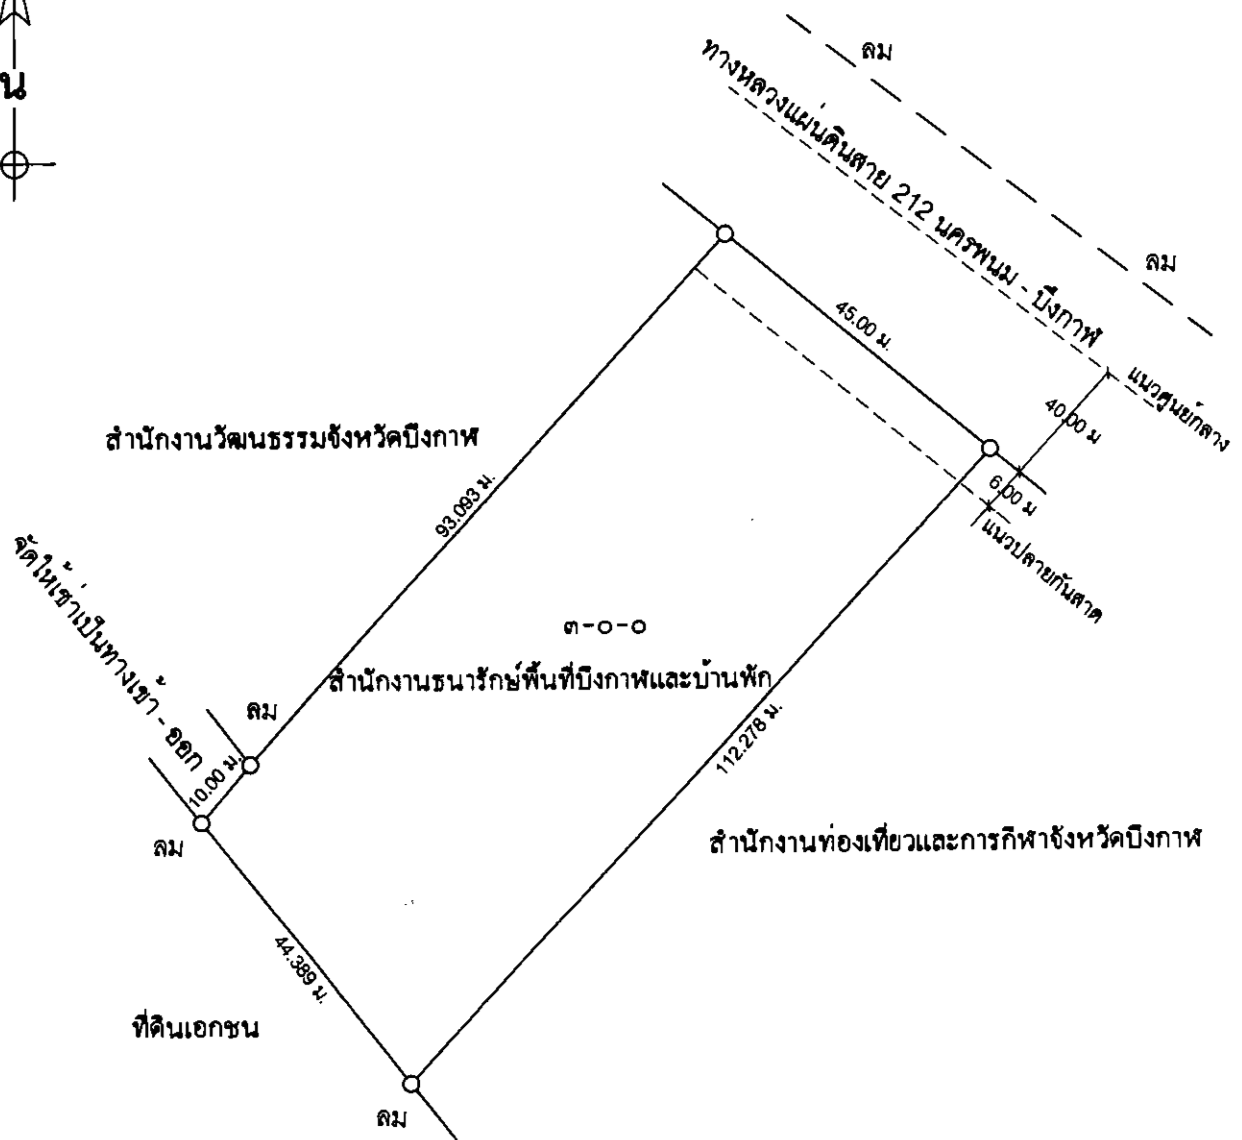 น
ลม
ทางหลวงแผ่นดินสาย 212 นครพนม - บึงกาฬ
ลม
45.00 ม.
แนวศูนย์กลาง
40.00 ม
6.00 ม
แนวปลายกันสาด
สำนักงานวัฒนธรรมจังหวัดบึงกาฬ
93.093 ม.
จัดให้เช่าเป็นทางเข้า - ออก
๓-๐-๐
สำนักงานธนารักษ์พื้นที่บึงกาฬและบ้านพัก
ลม
10.00 ม.
112.278 ม.
ลม
สำนักงานท่องเที่ยวและการกีฬาจังหวัดบึงกาฬ
44.389 ม.
ที่ดินเอกชน
ลม